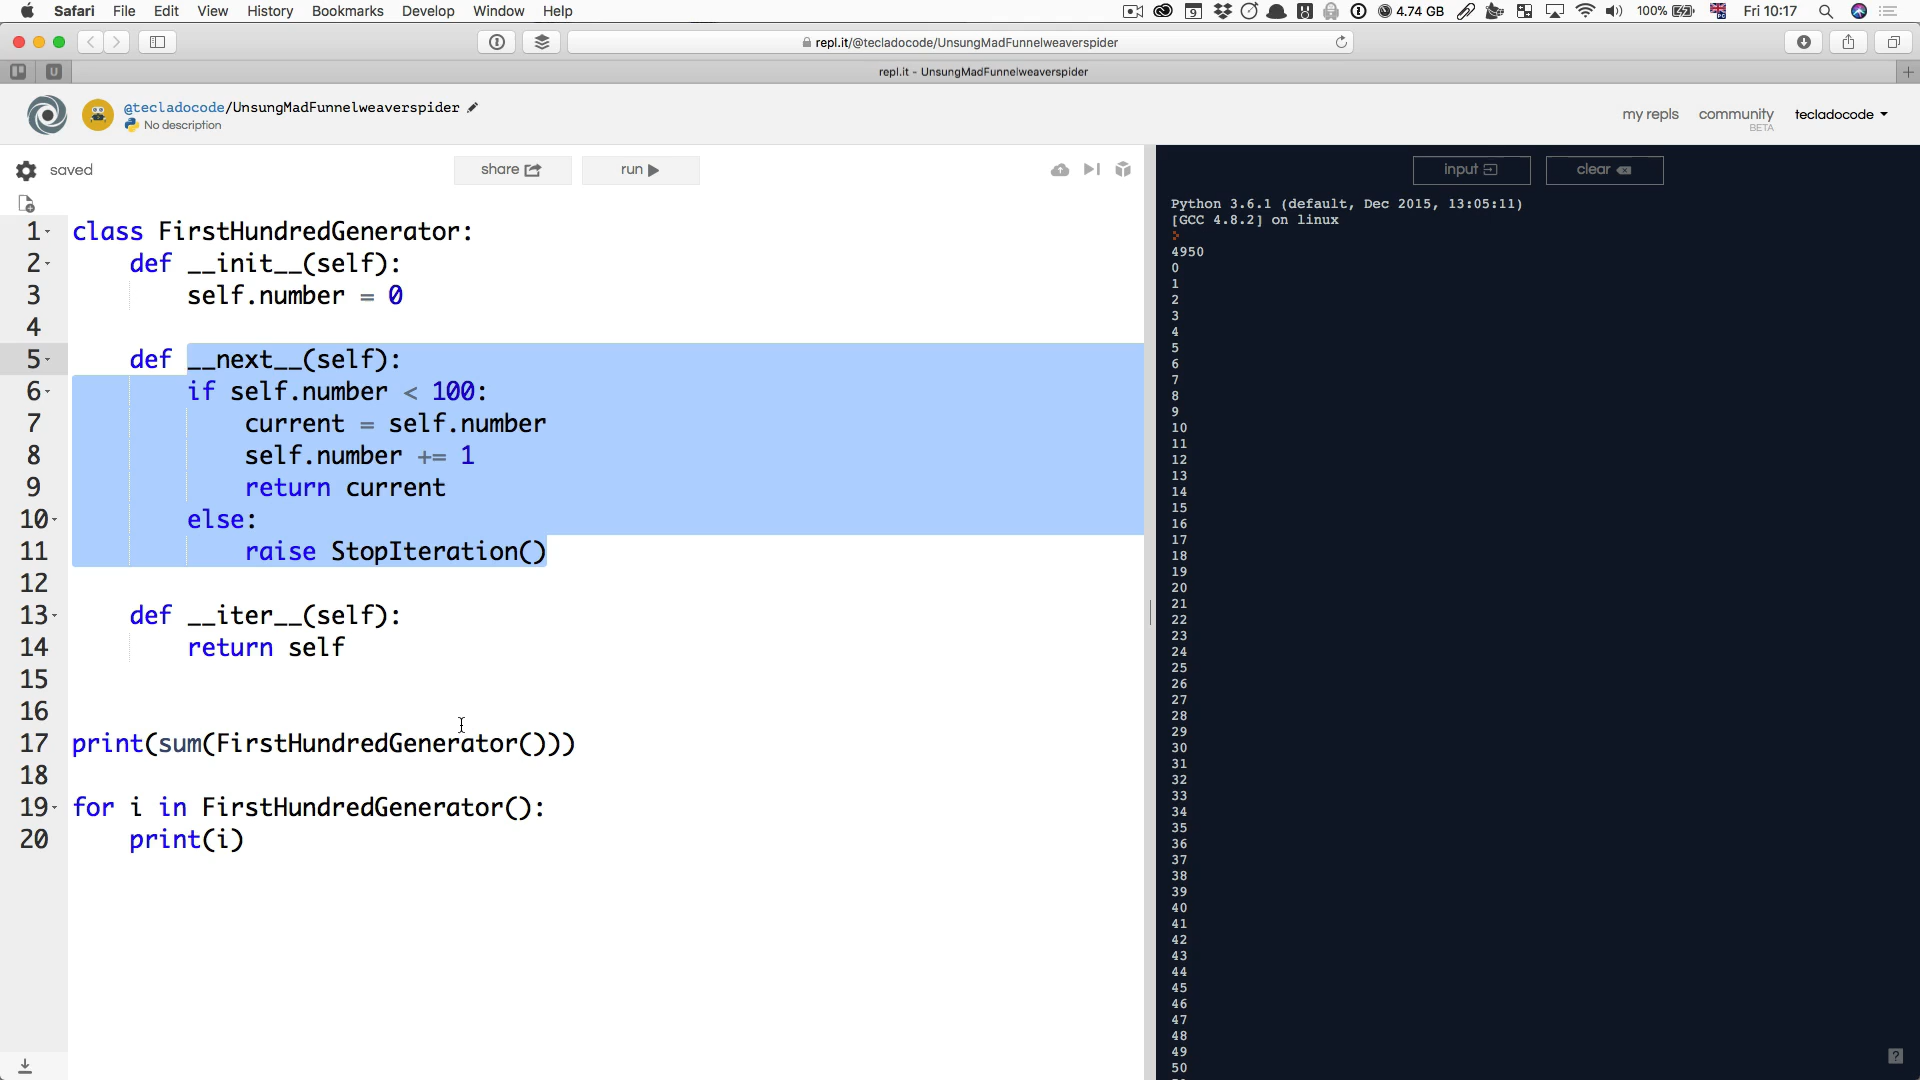 Safari File Edit View History Bookmarks Develop Window Help 9 4.74 GB 100% Fri 10:17
repl.it/@tecladocode/UnsungMadFunnelweaverspider
U repl.it - UnsungMadFunnelweaverspider
@tecladocode/UnsungMadFunnelweaverspider
No description
my repls community BETA tecladocode
saved share run input clear
1 class FirstHundredGenerator:
2 def __init__(self):
3 self.number = 0
4
5 def __next__(self):
6 if self.number < 100:
7 current = self.number
8 self.number += 1
9 return current
10 else:
11 raise StopIteration()
12
13 def __iter__(self):
14 return self
15
16
17 print(sum(FirstHundredGenerator()))
18
19 for i in FirstHundredGenerator():
20 print(i)
Python 3.6.1 (default, Dec 2015, 13:05:11)
[GCC 4.8.2] on linux
4950
0
1
2
3
4
5
6
7
8
9
10
11
12
13
14
15
16
17
18
19
20
21
22
23
24
25
26
27
28
29
30
31
32
33
34
35
36
37
38
39
40
41
42
43
44
45
46
47
48
49
50
?